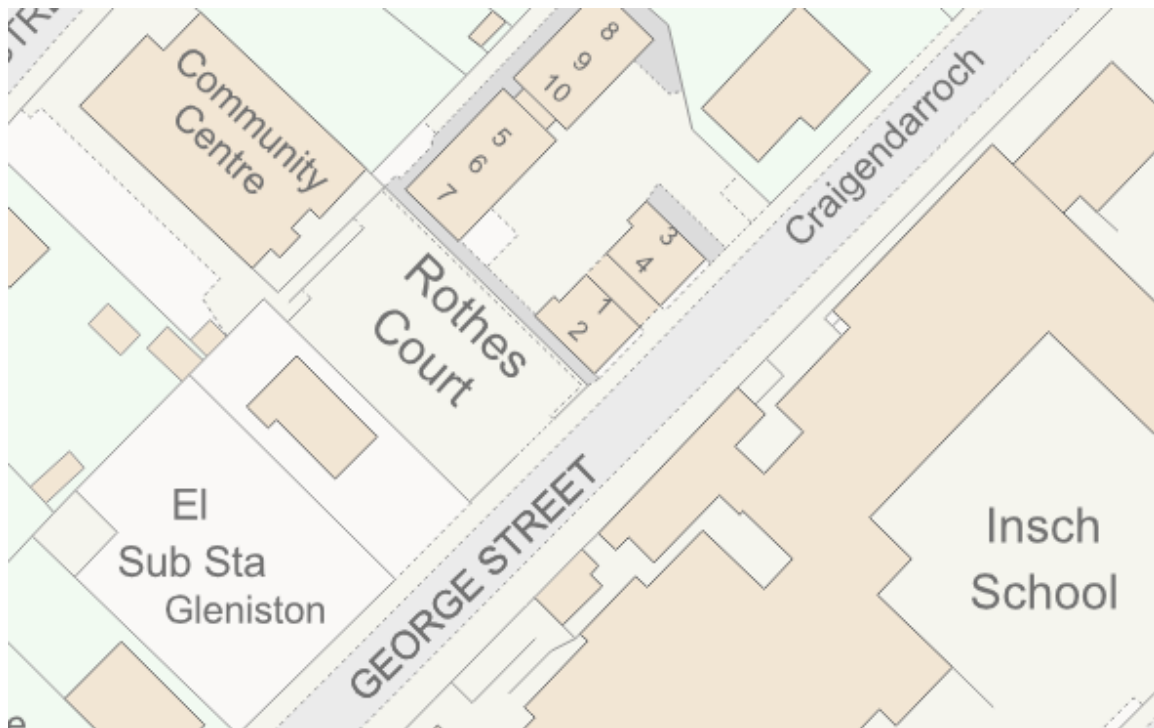 8
9
10
5
6
7
Community
Centre
Craigendarroch
3
4
1
2
Rothes
Court
GEORGE STREET
El
Sub Sta
Gleniston
Insch
School